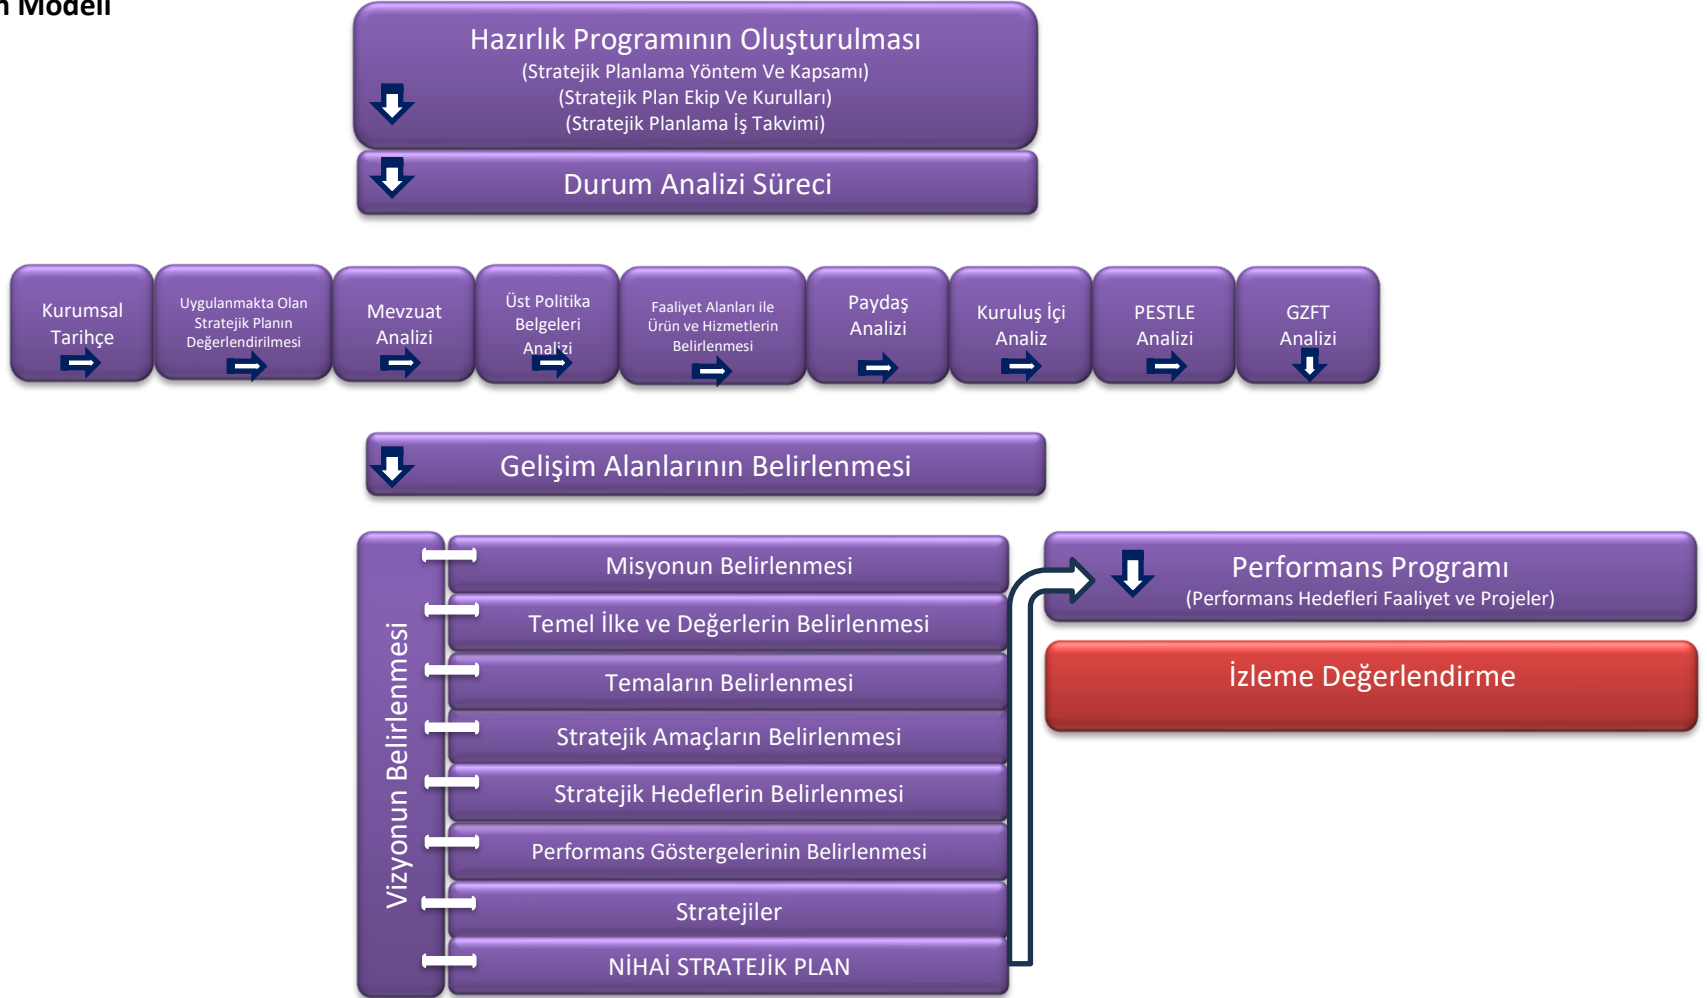 Modeli
Hazırlık Programının Oluşturulması
(Stratejik Planlama Yöntem Ve Kapsamı)
(Stratejik Plan Ekip Ve Kurulları)
(Stratejik Planlama İş Takvimi)
Durum Analizi Süreci
Kurumsal
Tarihçe
Uygulanmakta Olan
Stratejik Planın
Değerlendirilmesi
Mevzuat
Analizi
Üst Politika
Belgeleri
Analizi
Faaliyet Alanları ile
Ürün ve Hizmetlerin
Belirlenmesi
Paydaş
Analizi
Kuruluş İçi
Analiz
PESTLE
Analizi
GZFT
Analizi
Gelişim Alanlarının Belirlenmesi
Vizyonun Belirlenmesi
Misyonun Belirlenmesi
Temel İlke ve Değerlerin Belirlenmesi
Temaların Belirlenmesi
Stratejik Amaçların Belirlenmesi
Stratejik Hedeflerin Belirlenmesi
Performans Göstergelerinin Belirlenmesi
Stratejiler
NİHAİ STRATEJİK PLAN
Performans Programı
(Performans Hedefleri Faaliyet ve Projeler)
İzleme Değerlendirme